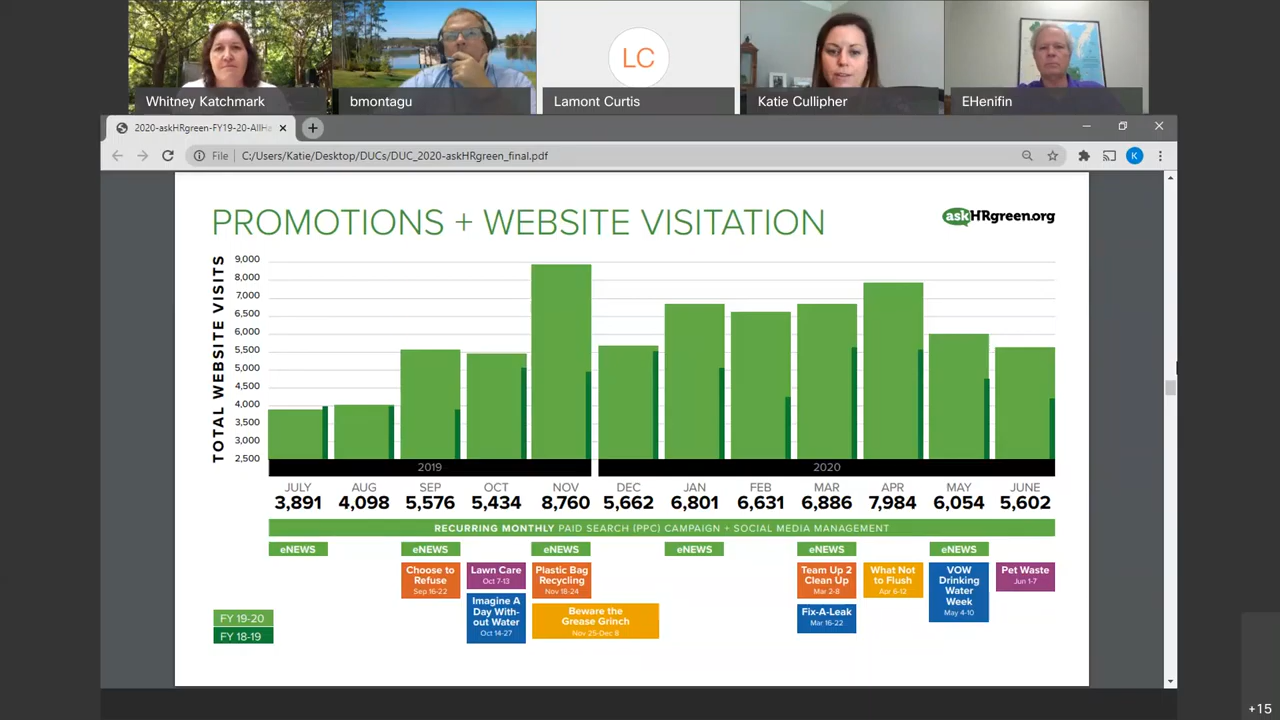 LC
Whitney Katchmark
bmontagu
Lamont Curtis
Katie Cullipher
EHenifin
2020-askHRgreen-FY19-20-AllHa
File C:/Users/Katie/Desktop/DUCs/DUC_2020-askHRgreen_final.pdf
K
PROMOTIONS + WEBSITE VISITATION
askHRgreen.org
TOTAL WEBSITE VISITS
9,000
8,000
7,000
6,500
6,000
5,500
5,000
4,500
4,000
3,500
3,000
2,500
2019 2020
JULY AUG SEP OCT NOV DEC JAN FEB MAR APR MAY JUNE
3,891 4,098 5,576 5,434 8,760 5,662 6,801 6,631 6,886 7,984 6,054 5,602
RECURRING MONTHLY PAID SEARCH (PPC) CAMPAIGN + SOCIAL MEDIA MANAGEMENT
eNEWS eNEWS eNEWS eNEWS eNEWS eNEWS
Choose to
Refuse
Sep 16-22
Lawn Care
Oct 7-13
Imagine A
Day With-
out Water
Oct 14-27
Plastic Bag
Recycling
Nov 18-24
Beware the
Grease Grinch
Nov 25-Dec 8
Team Up 2
Clean Up
Mar 2-8
Fix-A-Leak
Mar 16-22
What Not
to Flush
Apr 6-12
VOW
Drinking
Water
Week
May 4-10
Pet Waste
Jun 1-7
FY 19-20
FY 18-19
+15